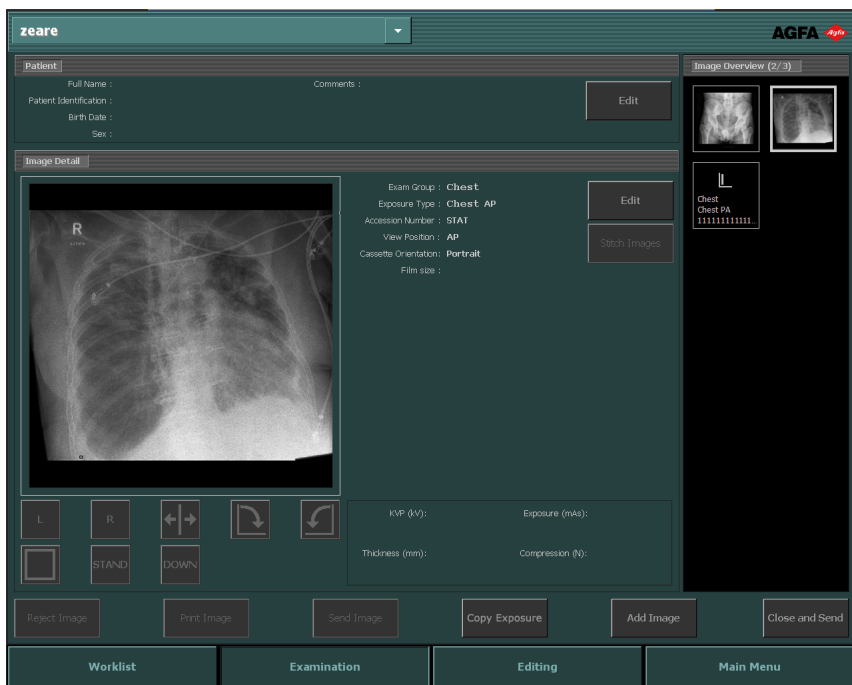 zeare
AGFA Agfa
Patient
Full Name :
Comments :
Patient Identification :
Birth Date :
Sex :
Edit
Image Overview (2/3)
Image Detail
R
Exam Group : Chest
Exposure Type : Chest AP
Accession Number : STAT
View Position : AP
Cassette Orientation: Portrait
Film size :
Edit
Stitch Images
L
Chest
Chest PA
111111111111...
L
R
STAND
DOWN
KVP (kV):
Exposure (mAs):
Thickness (mm):
Compression (N):
Reject Image
Print Image
Send Image
Copy Exposure
Add Image
Close and Send
Worklist
Examination
Editing
Main Menu